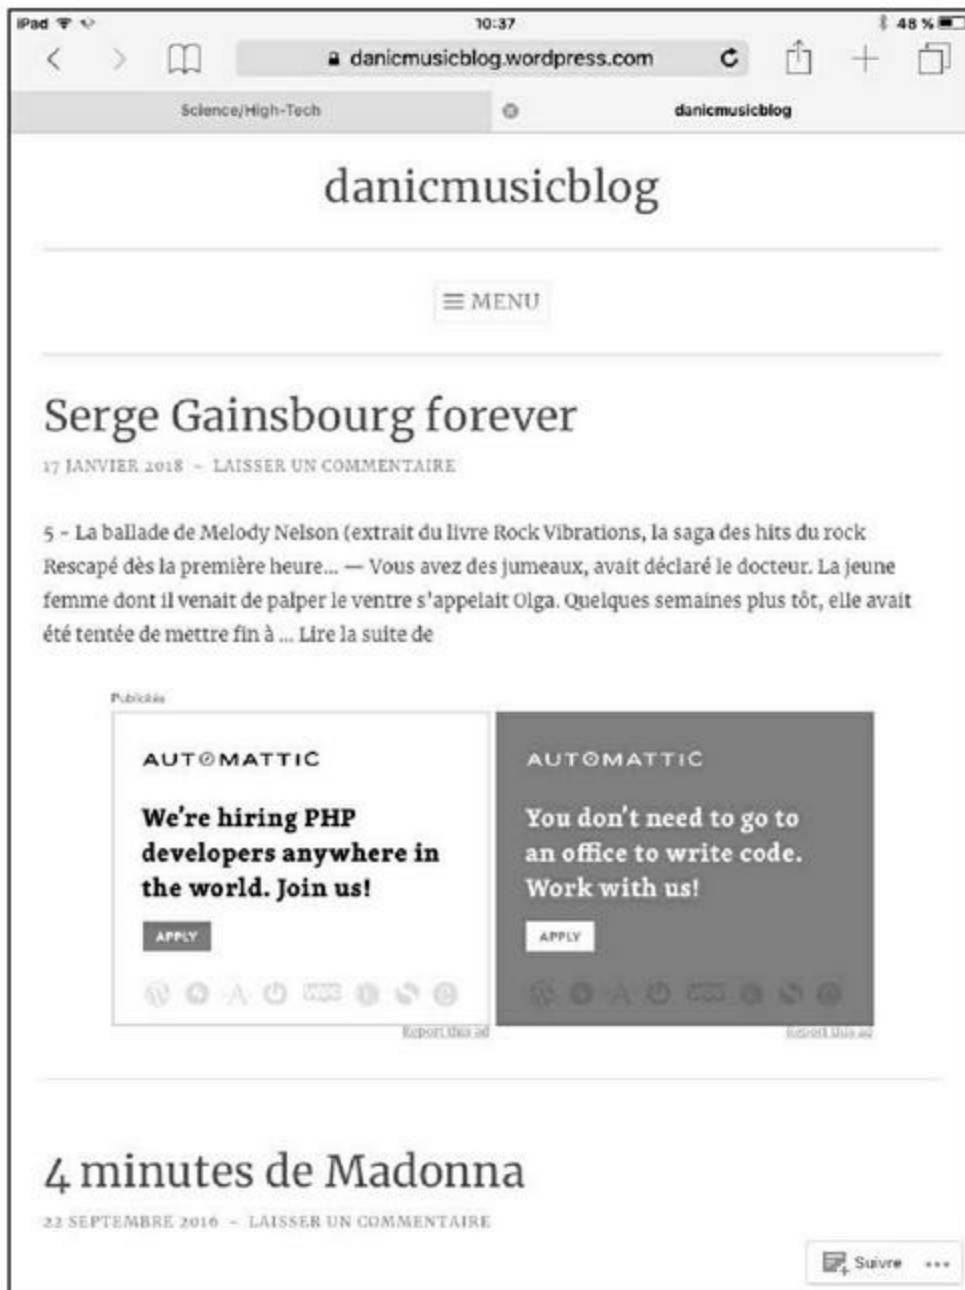 iPad 10:37 48 %
danicmusicblog.wordpress.com
Science/High-Tech danicmusicblog
danicmusicblog
MENU
Serge Gainsbourg forever
17 JANVIER 2018 – LAISSER UN COMMENTAIRE
5 – La ballade de Melody Nelson (extrait du livre Rock Vibrations, la saga des hits du rock
Rescapé dès la première heure... — Vous avez des jumeaux, avait déclaré le docteur. La jeune
femme dont il venait de palper le ventre s'appelait Olga. Quelques semaines plus tôt, elle avait
été tentée de mettre fin à ... Lire la suite de
Publicités
AUTOMATTIC
We're hiring PHP
developers anywhere in
the world. Join us!
APPLY
Report this ad
AUTOMATTIC
You don't need to go to
an office to write code.
Work with us!
APPLY
Report this ad
4 minutes de Madonna
22 SEPTEMBRE 2016 – LAISSER UN COMMENTAIRE
Suivre